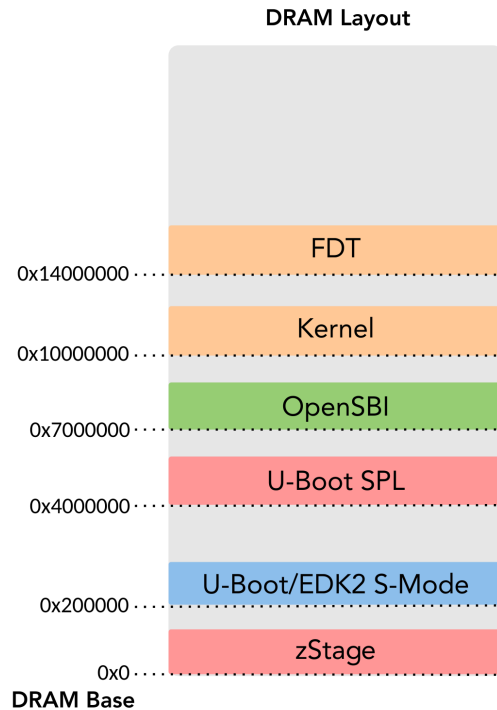 DRAM Layout
FDT
0x14000000
Kernel
0x10000000
OpenSBI
0x7000000
U-Boot SPL
0x4000000
U-Boot/EDK2 S-Mode
0x200000
zStage
0x0
DRAM Base